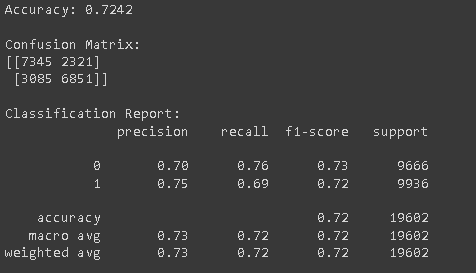 Accuracy: 0.7242
Confusion Matrix:
[[7345 2321]
[3085 6851]]
Classification Report:
precision recall f1-score support
0 0.70 0.76 0.73 9666
1 0.75 0.69 0.72 9936
accuracy 0.72 19602
macro avg 0.73 0.72 0.72 19602
weighted avg 0.73 0.72 0.72 19602